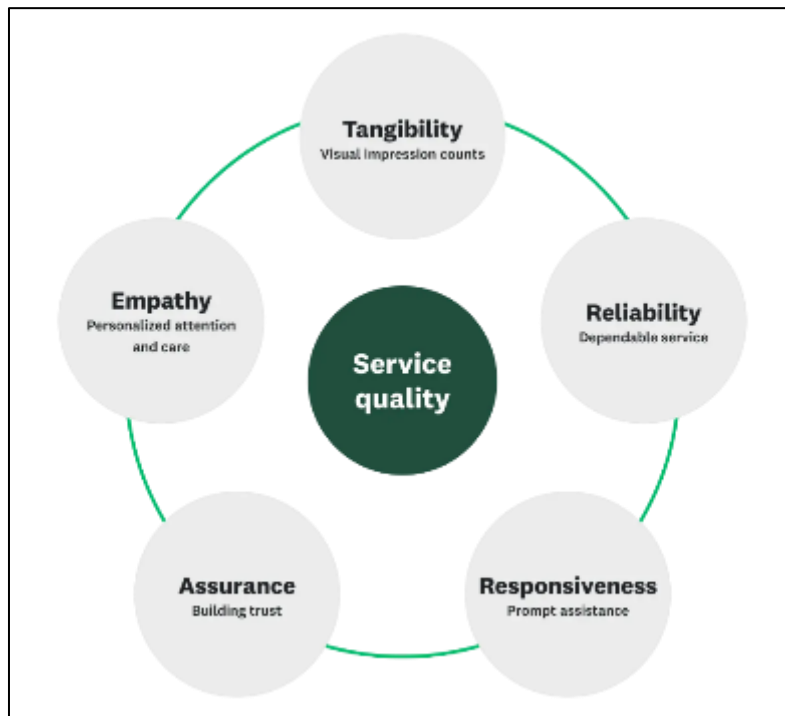 Tangibility
Visual impression counts
Empathy
Personalized attention
and care
Reliability
Dependable service
Service
quality
Assurance
Building trust
Responsiveness
Prompt assistance